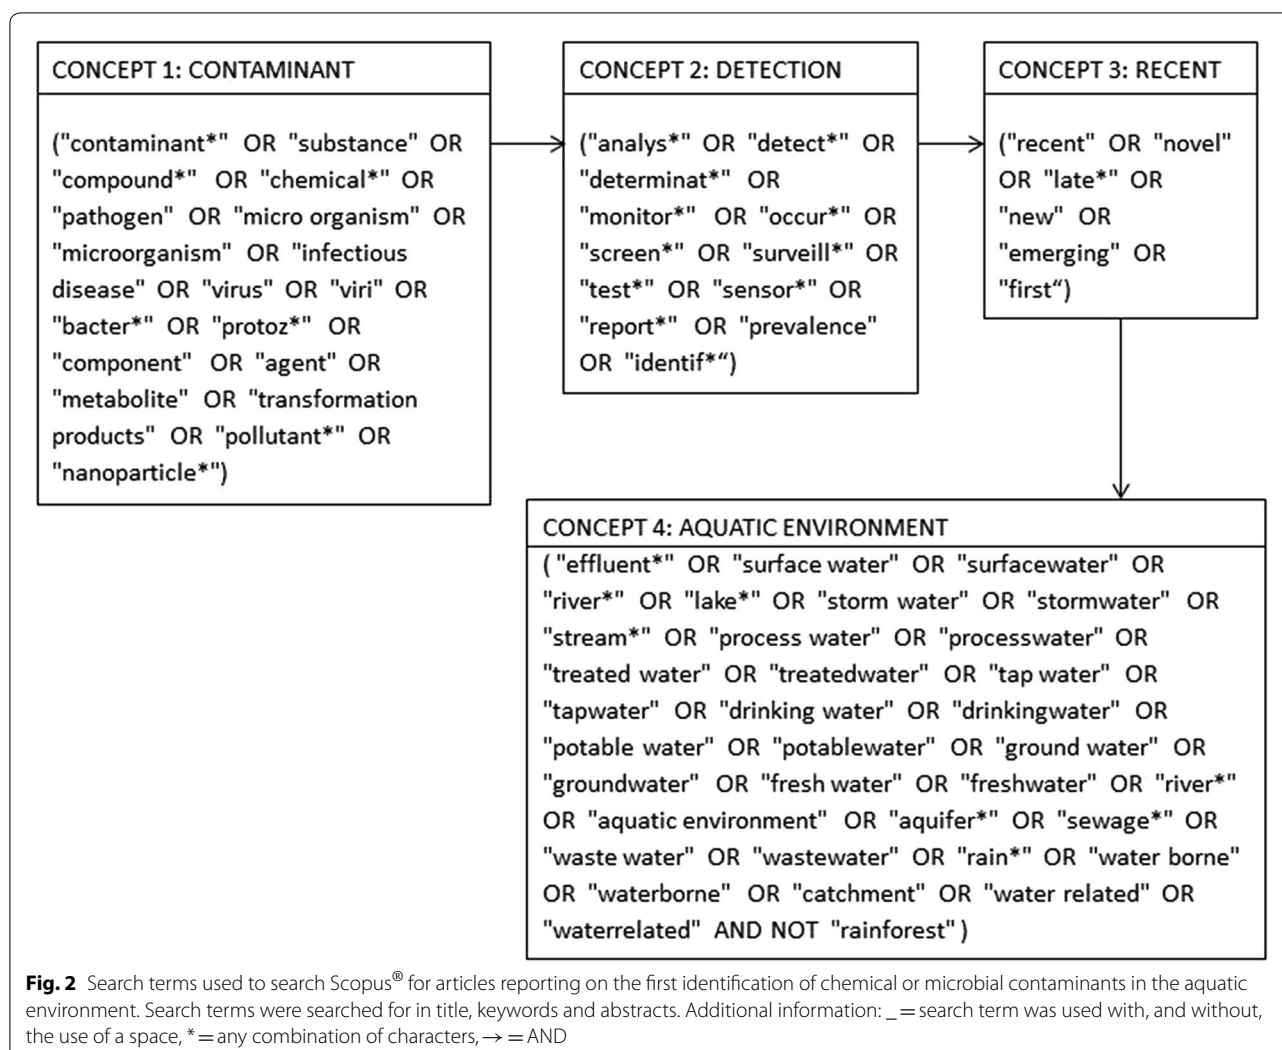 CONCEPT 1: CONTAMINANT
("contaminant*" OR "substance" OR
"compound*" OR "chemical*" OR
"pathogen" OR "micro organism" OR
"microorganism" OR "infectious
disease" OR "virus" OR "viri" OR
"bacter*" OR "protoz*" OR
"component" OR "agent" OR
"metabolite" OR "transformation
products" OR "pollutant*" OR
"nanoparticle*")
CONCEPT 2: DETECTION
("analys*" OR "detect*" OR
"determinat*" OR
"monitor*" OR "occur*" OR
"screen*" OR "surveill*" OR
"test*" OR "sensor*" OR
"report*" OR "prevalence"
OR "identif*“)
CONCEPT 3: RECENT
("recent" OR "novel"
OR "late*" OR
"new" OR
"emerging" OR
"first“)
CONCEPT 4: AQUATIC ENVIRONMENT
( "effluent*" OR "surface water" OR "surfacewater" OR
"river*" OR "lake*" OR "storm water" OR "stormwater" OR
"stream*" OR "process water" OR "processwater" OR
"treated water" OR "treatedwater" OR "tap water" OR
"tapwater" OR "drinking water" OR "drinkingwater" OR
"potable water" OR "potablewater" OR "ground water" OR
"groundwater" OR "fresh water" OR "freshwater" OR "river*"
OR "aquatic environment" OR "aquifer*" OR "sewage*" OR
"waste water" OR "wastewater" OR "rain*" OR "water borne"
OR "waterborne" OR "catchment" OR "water related" OR
"waterrelated" AND NOT "rainforest" )
Fig. 2 Search terms used to search Scopus® for articles reporting on the first identification of chemical or microbial contaminants in the aquatic
environment. Search terms were searched for in title, keywords and abstracts. Additional information: _ = search term was used with, and without,
the use of a space, * = any combination of characters, → = AND